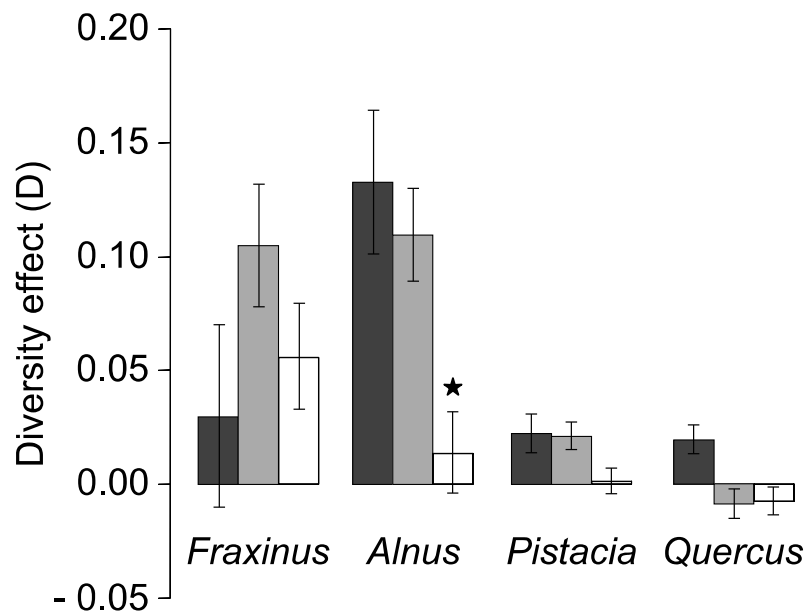 Diversity effect (D)
0.20
0.15
0.10
0.05
0.00
- 0.05
Fraxinus
Alnus
Pistacia
Quercus